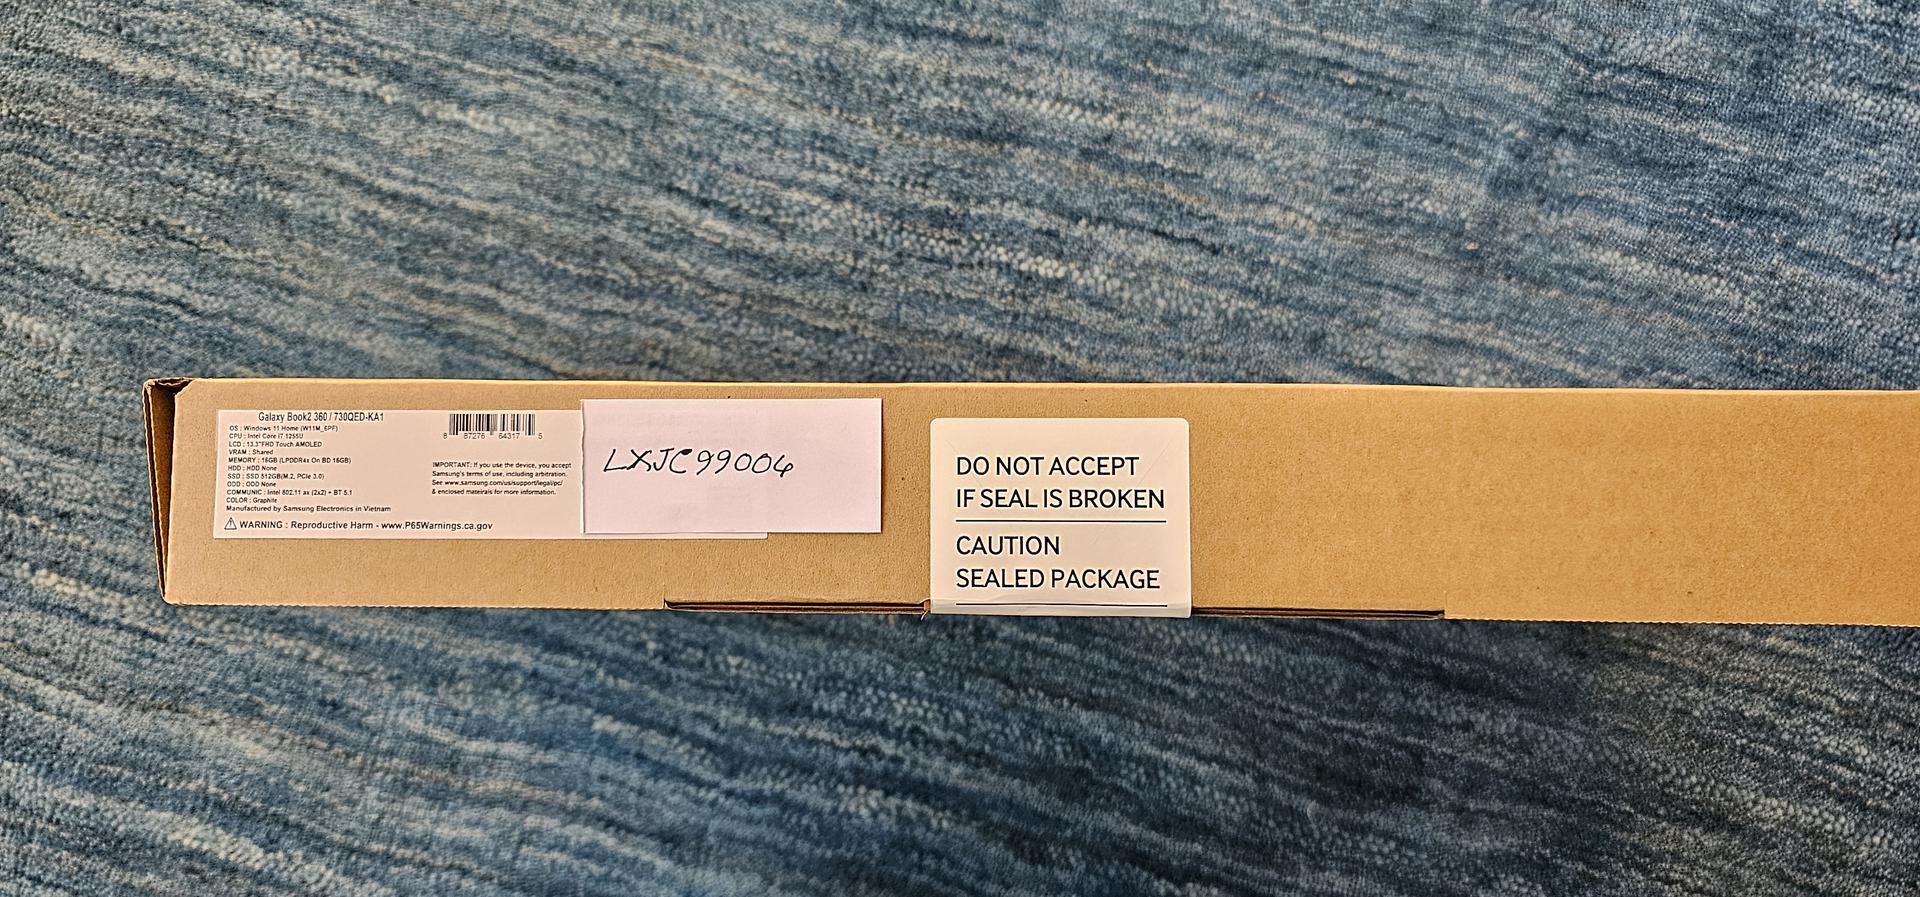 Galaxy Book2 360 / 730QED-KA1
OS : Windows 11 Home (W11M_6PF)
CPU : Intel Core i7 1255U
LCD : 13.3"FHD Touch AMOLED
VRAM : Shared
MEMORY : 16GB (LPDDR4x On BD 16GB)
HDD : HDD None
SSD : SSD 512GB(M.2, PCIe 3.0)
ODD : ODD None
COMMUNIC : Intel 802.11 ax (2x2) + BT 5.1
COLOR : Graphite
Manufactured by Samsung Electronics in Vietnam
WARNING : Reproductive Harm - www.P65Warnings.ca.gov
8 87276 64317 5
IMPORTANT: If you use the device, you accept
Samsung's terms of use, including arbitration.
See www.samsung.com/us/support/legal/pc/
& enclosed mateirals for more information.
LXJC99004
DO NOT ACCEPT
IF SEAL IS BROKEN
CAUTION
SEALED PACKAGE